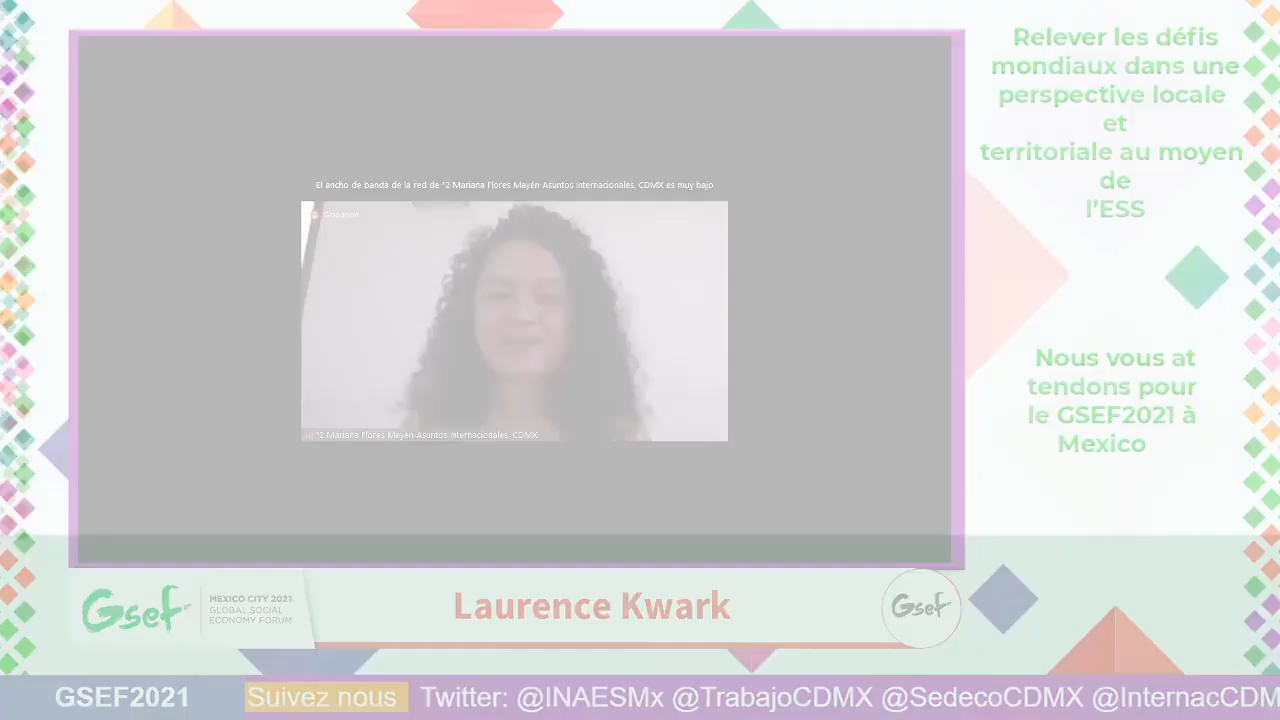 Relever les défis
mondiaux dans une
perspective locale
et
territoriale au moyen
de
l'ESS
El ancho de banda de la red de *2 Mariana Flores Mayén-Asuntos Internacionales, CDMX es muy bajo
*2 Mariana Flores Mayén-Asuntos Internacionales, CDMX
Nous vous at
tendons pour
le GSEF2021 à
Mexico
Gsef
MEXICO CITY 2021
GLOBAL SOCIAL
ECONOMY FORUM
Laurence Kwark
Gsef
GSEF2021 Suivez nous Twitter: @INAESMx @TrabajoCDMX @SedecoCDMX @InternacCDM